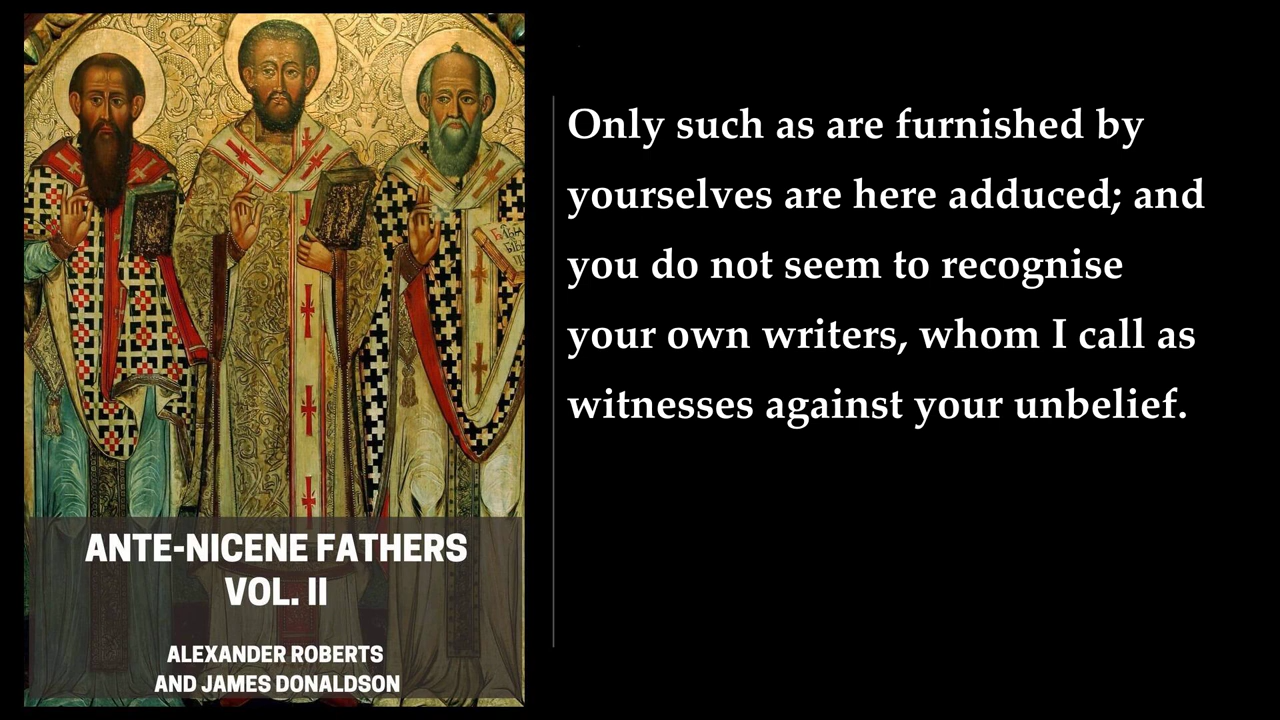 ANTE-NICENE FATHERS
VOL. II
ALEXANDER ROBERTS
AND JAMES DONALDSON
Only such as are furnished by
yourselves are here adduced; and
you do not seem to recognise
your own writers, whom I call as
witnesses against your unbelief.